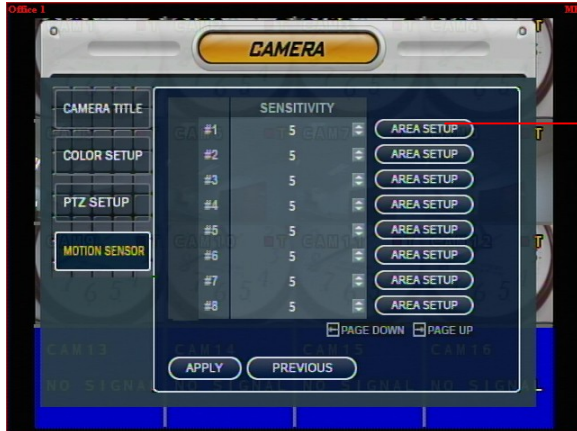 Office 1
CAMERA
CAMERA TITLE
COLOR SETUP
PTZ SETUP
MOTION SENSOR
SENSITIVITY
#1 5 AREA SETUP
#2 5 AREA SETUP
#3 5 AREA SETUP
#4 5 AREA SETUP
#5 5 AREA SETUP
#6 5 AREA SETUP
#7 5 AREA SETUP
#8 5 AREA SETUP
PAGE DOWN PAGE UP
APPLY PREVIOUS
CAM13 CAM14 CAM15 CAM16
NO SIGNAL NO SIGNAL NO SIGNAL NO SIGNAL